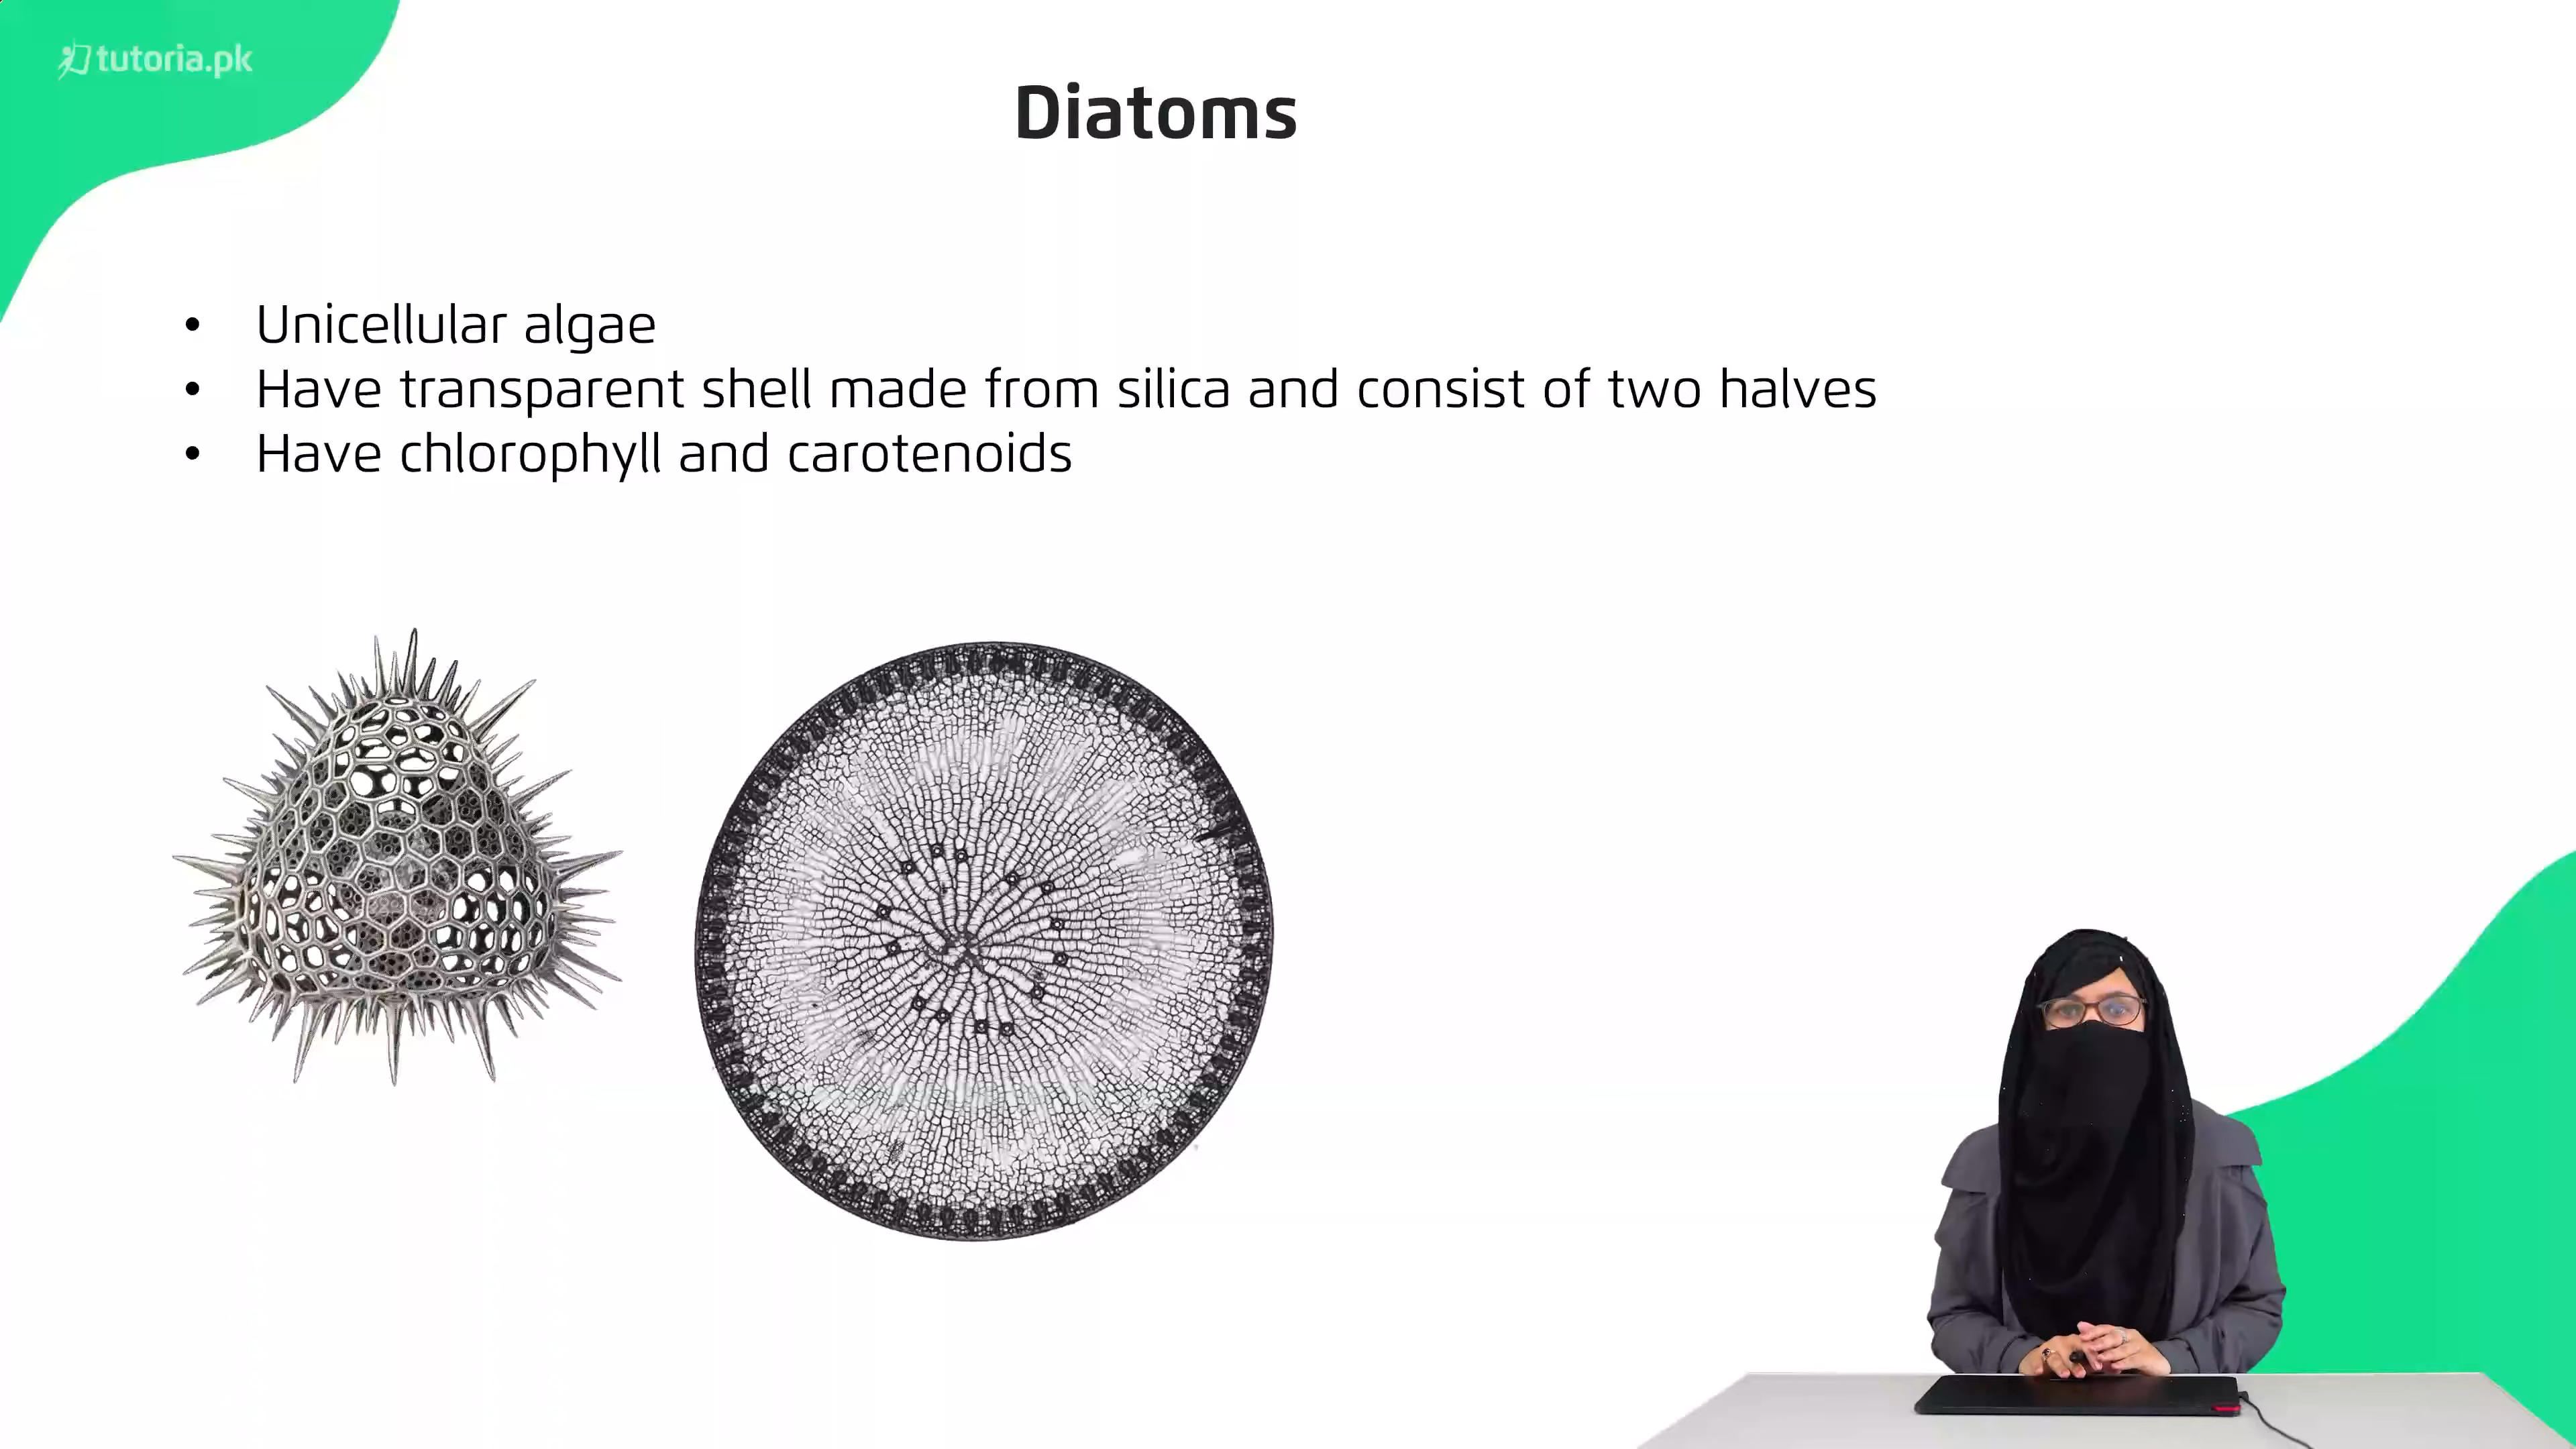 tutoria.pk
Diatoms
• Unicellular algae
• Have transparent shell made from silica and consist of two halves
• Have chlorophyll and carotenoids